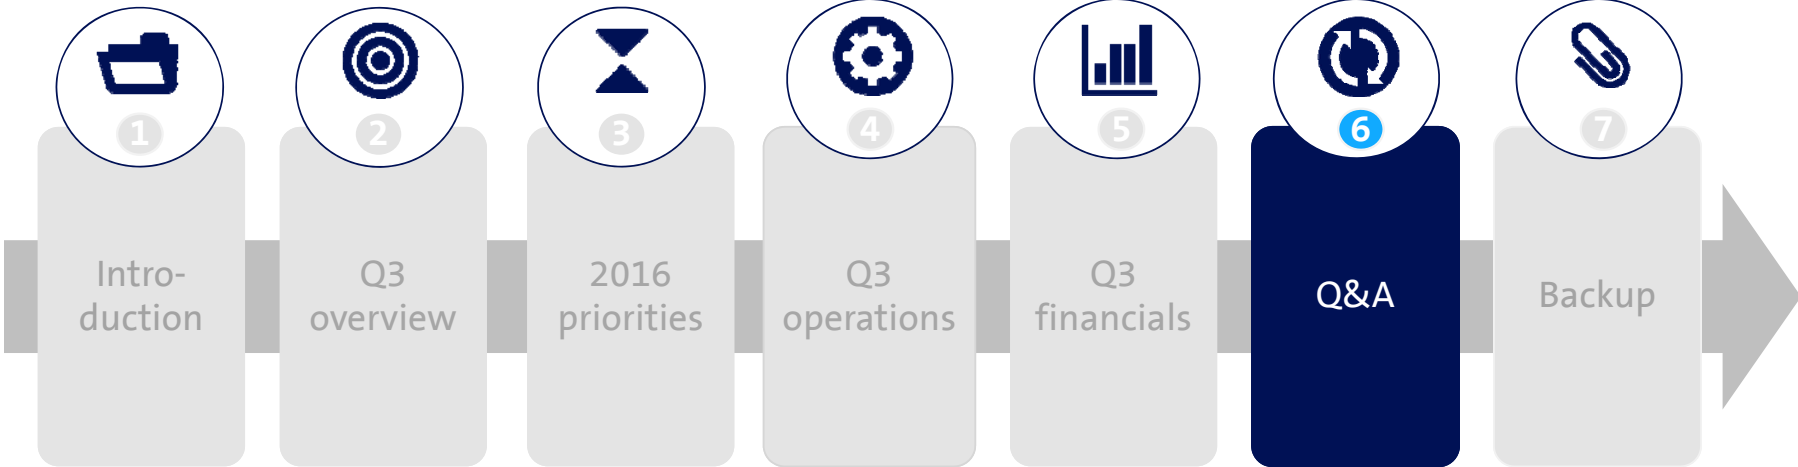 1
2
3
4
5
6
7
Intro-
duction
Q3
overview
2016
priorities
Q3
operations
Q3
financials
Q&A
Backup